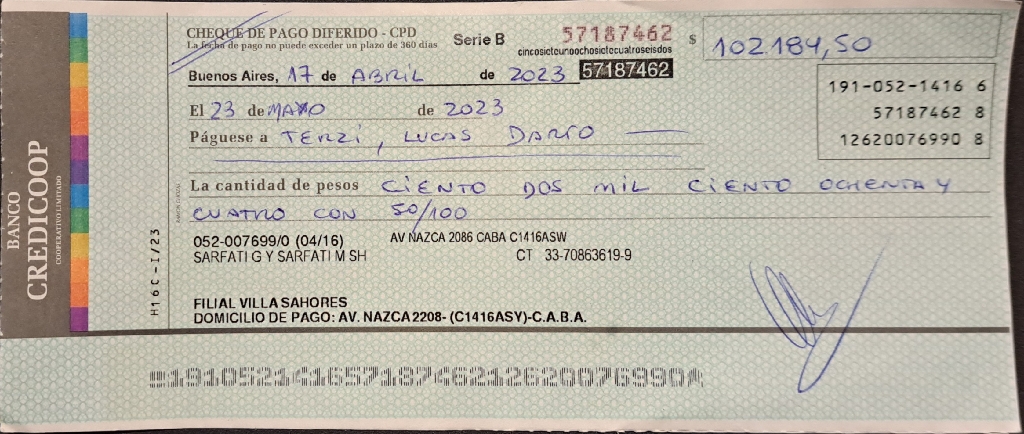 BANCO
CREDICOOP
COOPERATIVO LIMITADO
CHEQUE DE PAGO DIFERIDO - CPD
La fecha de pago no puede exceder un plazo de 360 días
Serie B
57187462
cincosieteunoochosietecuatroseisdos
$ 102184,50
Buenos Aires, 17 de ABRIL de 2023 57187462
191-052-1416 6
57187462 8
12620076990 8
El 23 de MAYO de 2023
Páguese a TERZI, LUCAS DARIO
La cantidad de pesos CIENTO DOS MIL CIENTO OCHENTA Y
CUATRO CON 50/100
H16C-I/23
052-007699/0 (04/16) AV NAZCA 2086 CABA C1416ASW
SARFATI G Y SARFATI M SH CT 33-70863619-9
FILIAL VILLA SAHORES
DOMICILIO DE PAGO: AV. NAZCA 2208- (C1416ASY)-C.A.B.A.
19105214165718746212620076990